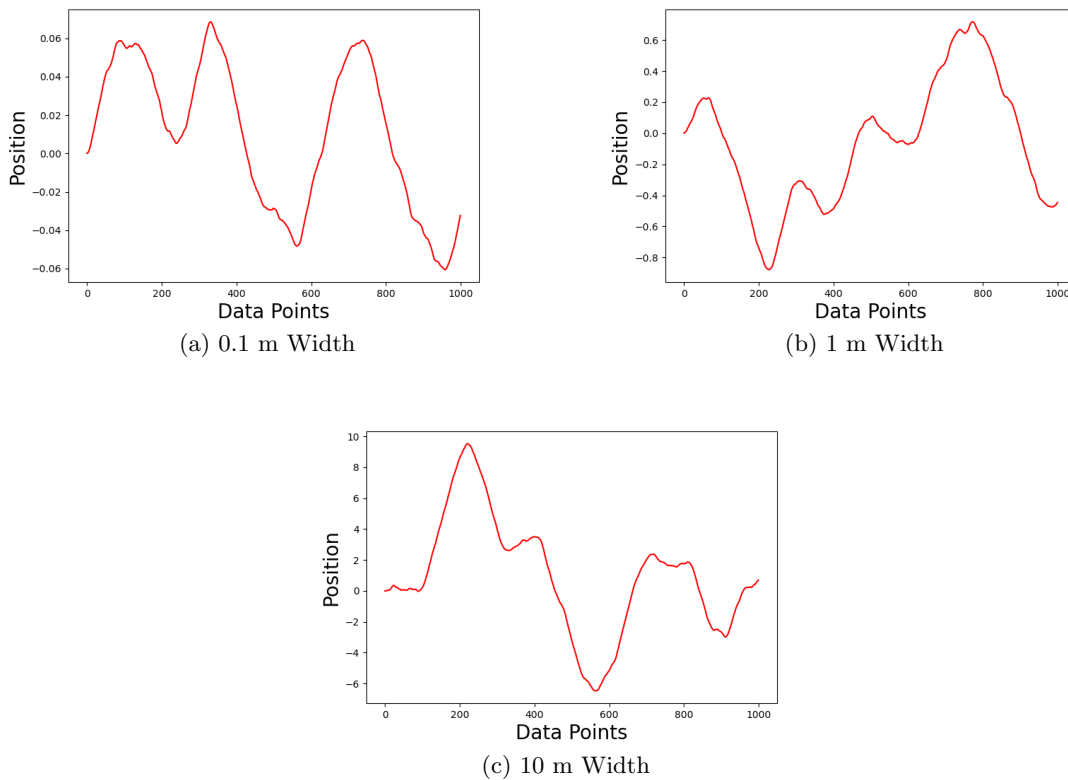 0.06
0.04
0.02
0.00
−0.02
−0.04
−0.06
Position
0 200 400 600 800 1000
Data Points
(a) 0.1 m Width
0.6
0.4
0.2
0.0
−0.2
−0.4
−0.6
−0.8
Position
0 200 400 600 800 1000
Data Points
(b) 1 m Width
10
8
6
4
2
0
−2
−4
−6
Position
0 200 400 600 800 1000
Data Points
(c) 10 m Width